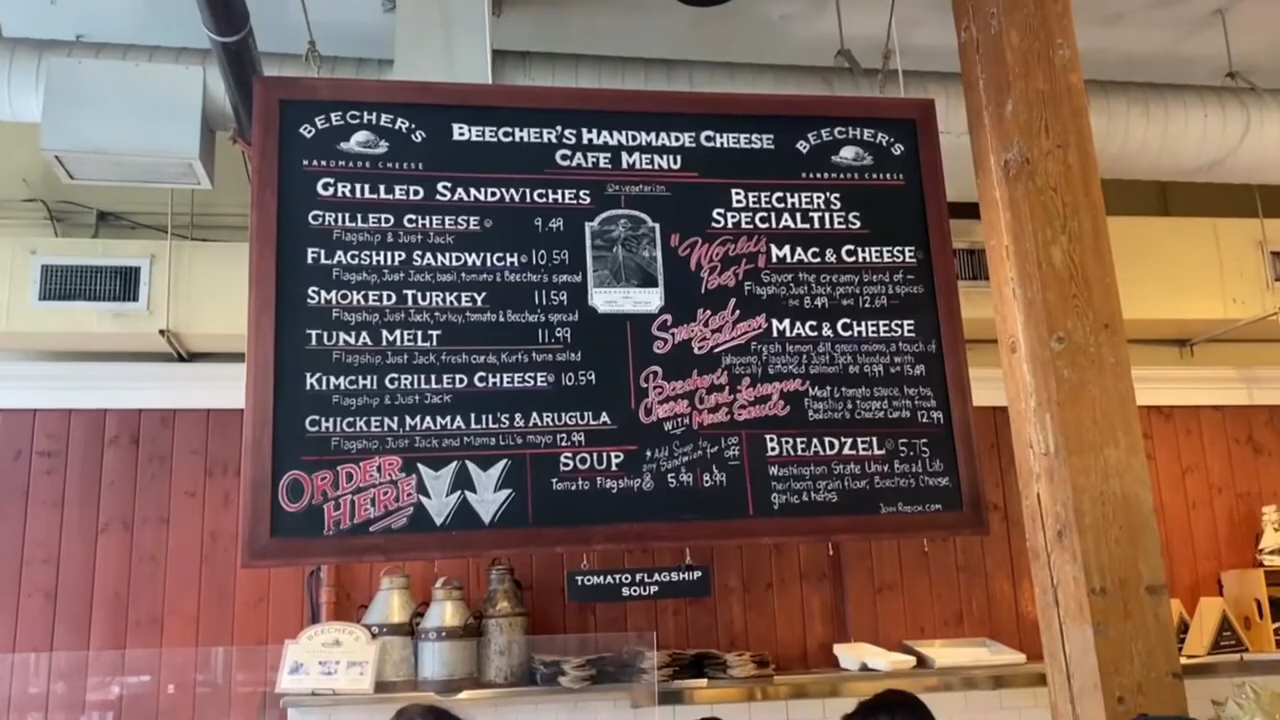 BEECHER'S
HANDMADE CHEESE
BEECHER'S HANDMADE CHEESE
CAFE MENU
BEECHER'S
HANDMADE CHEESE
GRILLED SANDWICHES
vegetarian
GRILLED CHEESE 9.49
Flagship & Just Jack
FLAGSHIP SANDWICH 10.59
Flagship, Just Jack, basil, tomato & Beecher's spread
SMOKED TURKEY 11.59
Flagship, Just Jack, turkey, tomato & Beecher's spread
TUNA MELT 11.99
Flagship, Just Jack, fresh curds, Kurt's tuna salad
KIMCHI GRILLED CHEESE 10.59
Flagship & Just Jack
CHICKEN, MAMA LIL'S & ARUGULA
Flagship, Just Jack and Mama Lil's mayo 12.99
ORDER
HERE
HANDMADE CHEESE
BEECHER'S
SPECIALTIES
"World's
Best"
MAC & CHEESE
Savor the creamy blend of ~
Flagship, Just Jack, penne pasta & spices
8.49 12.69
Smoked
Salmon
MAC & CHEESE
Fresh lemon, dill, green onions, a touch of
jalapeno, Flagship & Just Jack blended with
locally smoked salmon! 9.99 15.49
Beecher's
Cheese Curd Lasagne
WITH Meat Sauce
Meat & tomato sauce, herbs,
Flagship & topped with fresh
Beecher's Cheese Curds 12.99
SOUP
Add Soup to
any Sandwich for 1.00
OFF
Tomato Flagship 5.99 8.99
BREADZEL 5.75
Washington State Univ. Bread Lab
heirloom grain flour, Beecher's Cheese,
garlic & herbs.
TOMATO FLAGSHIP
SOUP
BEECHER'S